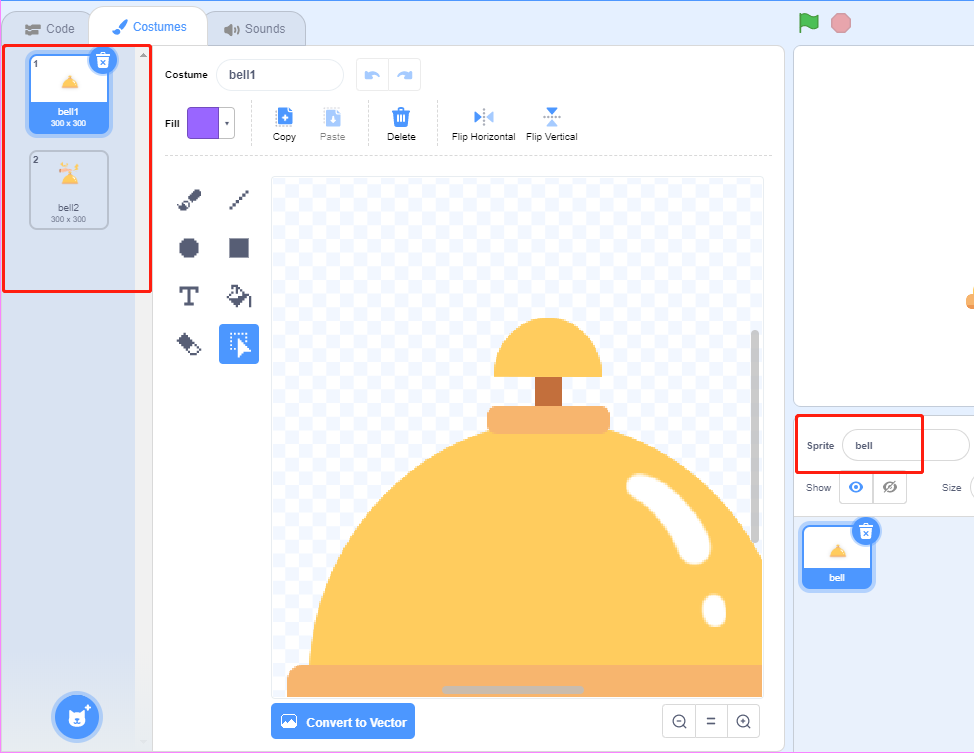 Code
Costumes
Sounds
1
bell1
300 x 300
2
bell2
300 x 300
Costume
bell1
Fill
Copy
Paste
Delete
Flip Horizontal
Flip Vertical
T
Convert to Vector
Sprite
bell
Show
Size
bell